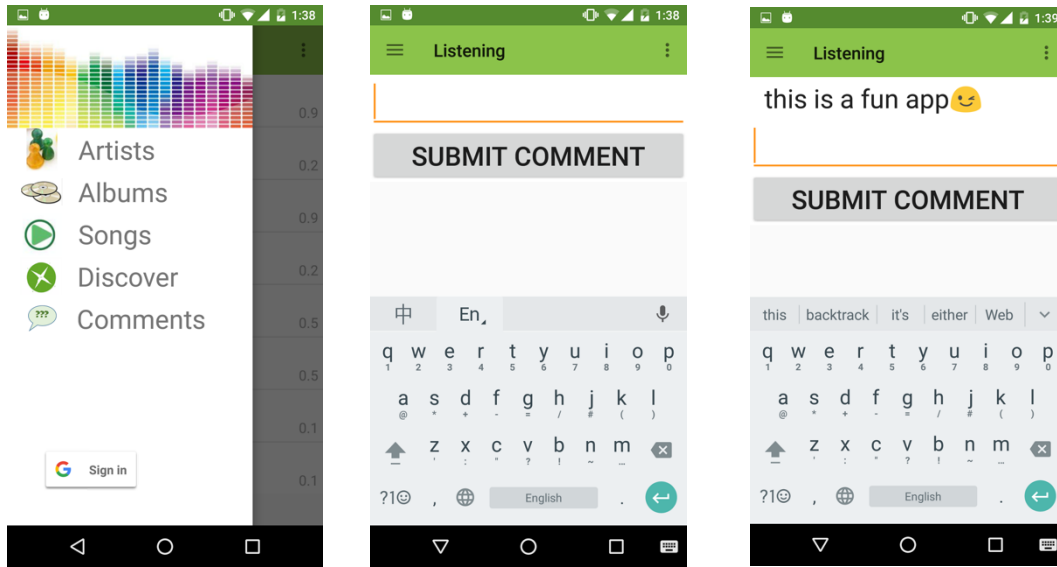 1:38
0.9
Artists
0.2
Albums
0.9
Songs
0.2
Discover
??? Comments
0.5
0.5
0.1
Sign in
0.1
1:38
Listening
SUBMIT COMMENT
中 En
q w e r t y u i o p
1 2 3 4 5 6 7 8 9 0
a s d f g h j k l
@ * + - = / # ( )
z x c v b n m
' : " ? ! ~ ...
?1☺ , English .
1:39
Listening
this is a fun app😉
SUBMIT COMMENT
this backtrack it's either Web
q w e r t y u i o p
1 2 3 4 5 6 7 8 9 0
a s d f g h j k l
@ * + - = / # ( )
z x c v b n m
' : " ? ! ~ ...
?1☺ , English .